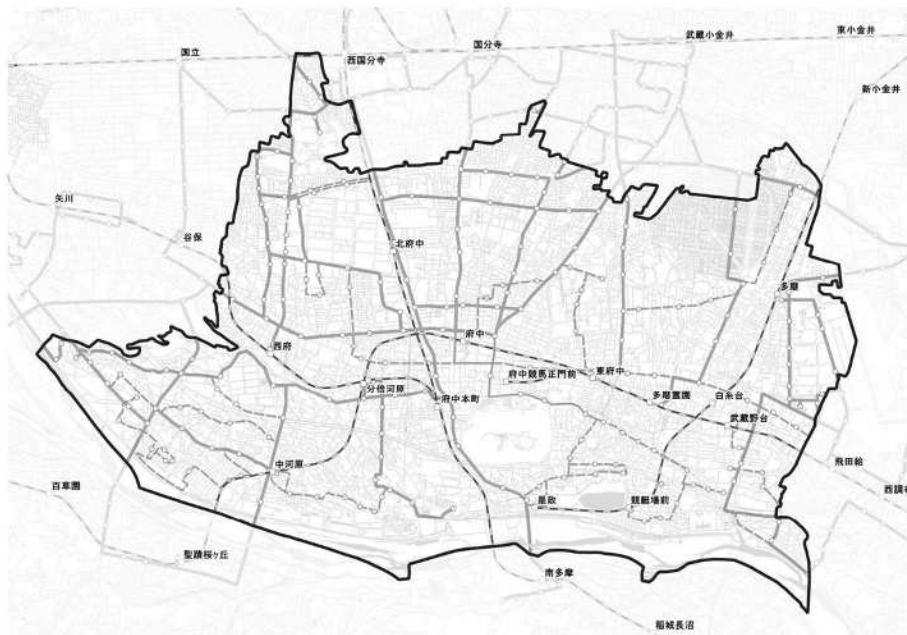 東小金井
武蔵小金井
国分寺
国立
西国分寺
新小金井
矢川
谷保
北府中
多磨
府中
西府
東府中
府中競馬正門前
分倍河原
白糸台
府中本町
多磨霊園
武蔵野台
飛田給
中河原
百草園
西調布
是政
競艇場前
聖蹟桜ヶ丘
南多摩
稲城長沼